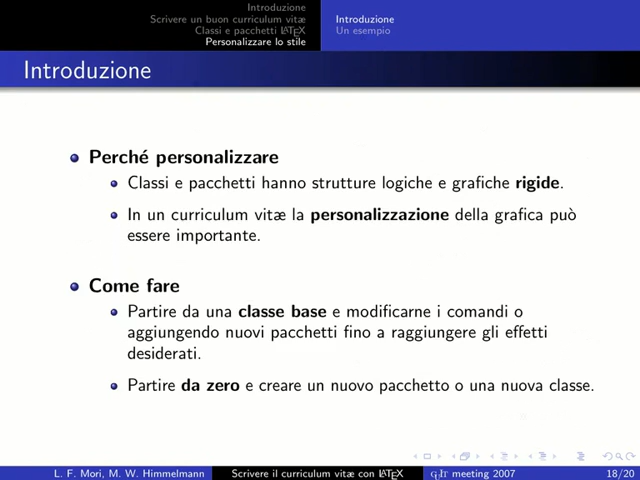 Introduzione
Scrivere un buon curriculum vitæ
Classi e pacchetti LATEX
Personalizzare lo stile
Introduzione
Un esempio
Introduzione
Perché personalizzare
Classi e pacchetti hanno strutture logiche e grafiche rigide.
In un curriculum vitæ la personalizzazione della grafica può
essere importante.
Come fare
Partire da una classe base e modificarne i comandi o
aggiungendo nuovi pacchetti fino a raggiungere gli effetti
desiderati.
Partire da zero e creare un nuovo pacchetto o una nuova classe.
L. F. Mori, M. W. Himmelmann
Scrivere il curriculum vitæ con LATEX
GuIT meeting 2007
18/20